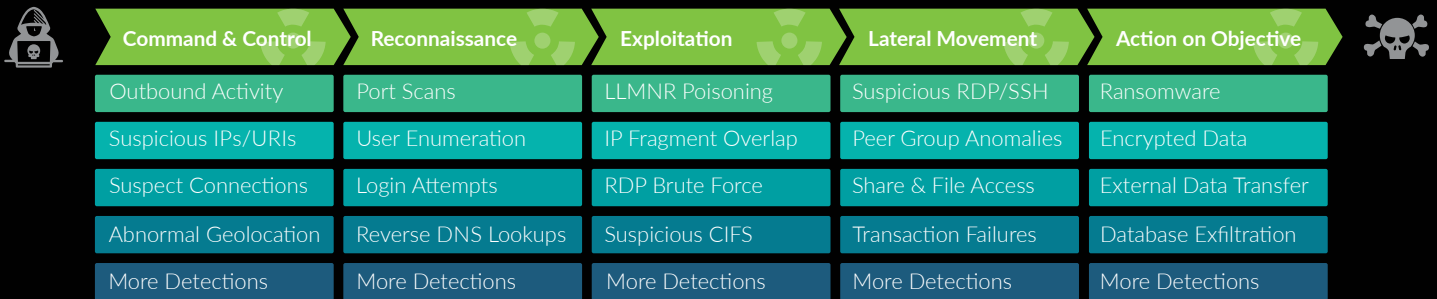 Command & Control
Reconnaissance
Exploitation
Lateral Movement
Action on Objective
Outbound Activity
Port Scans
LLMNR Poisoning
Suspicious RDP/SSH
Ransomware
Suspicious IPs/URIs
User Enumeration
IP Fragment Overlap
Peer Group Anomalies
Encrypted Data
Suspect Connections
Login Attempts
RDP Brute Force
Share & File Access
External Data Transfer
Abnormal Geolocation
Reverse DNS Lookups
Suspicious CIFS
Transaction Failures
Database Exfiltration
More Detections
More Detections
More Detections
More Detections
More Detections